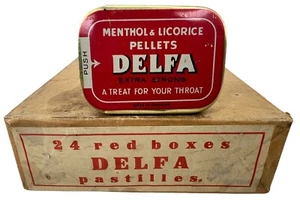 MENTHOL & LICORICE
PELLETS
PUSH
DELFA
EXTRA STRONG
A TREAT FOR YOUR THROAT
24 red boxes
DELFA
pastilles.